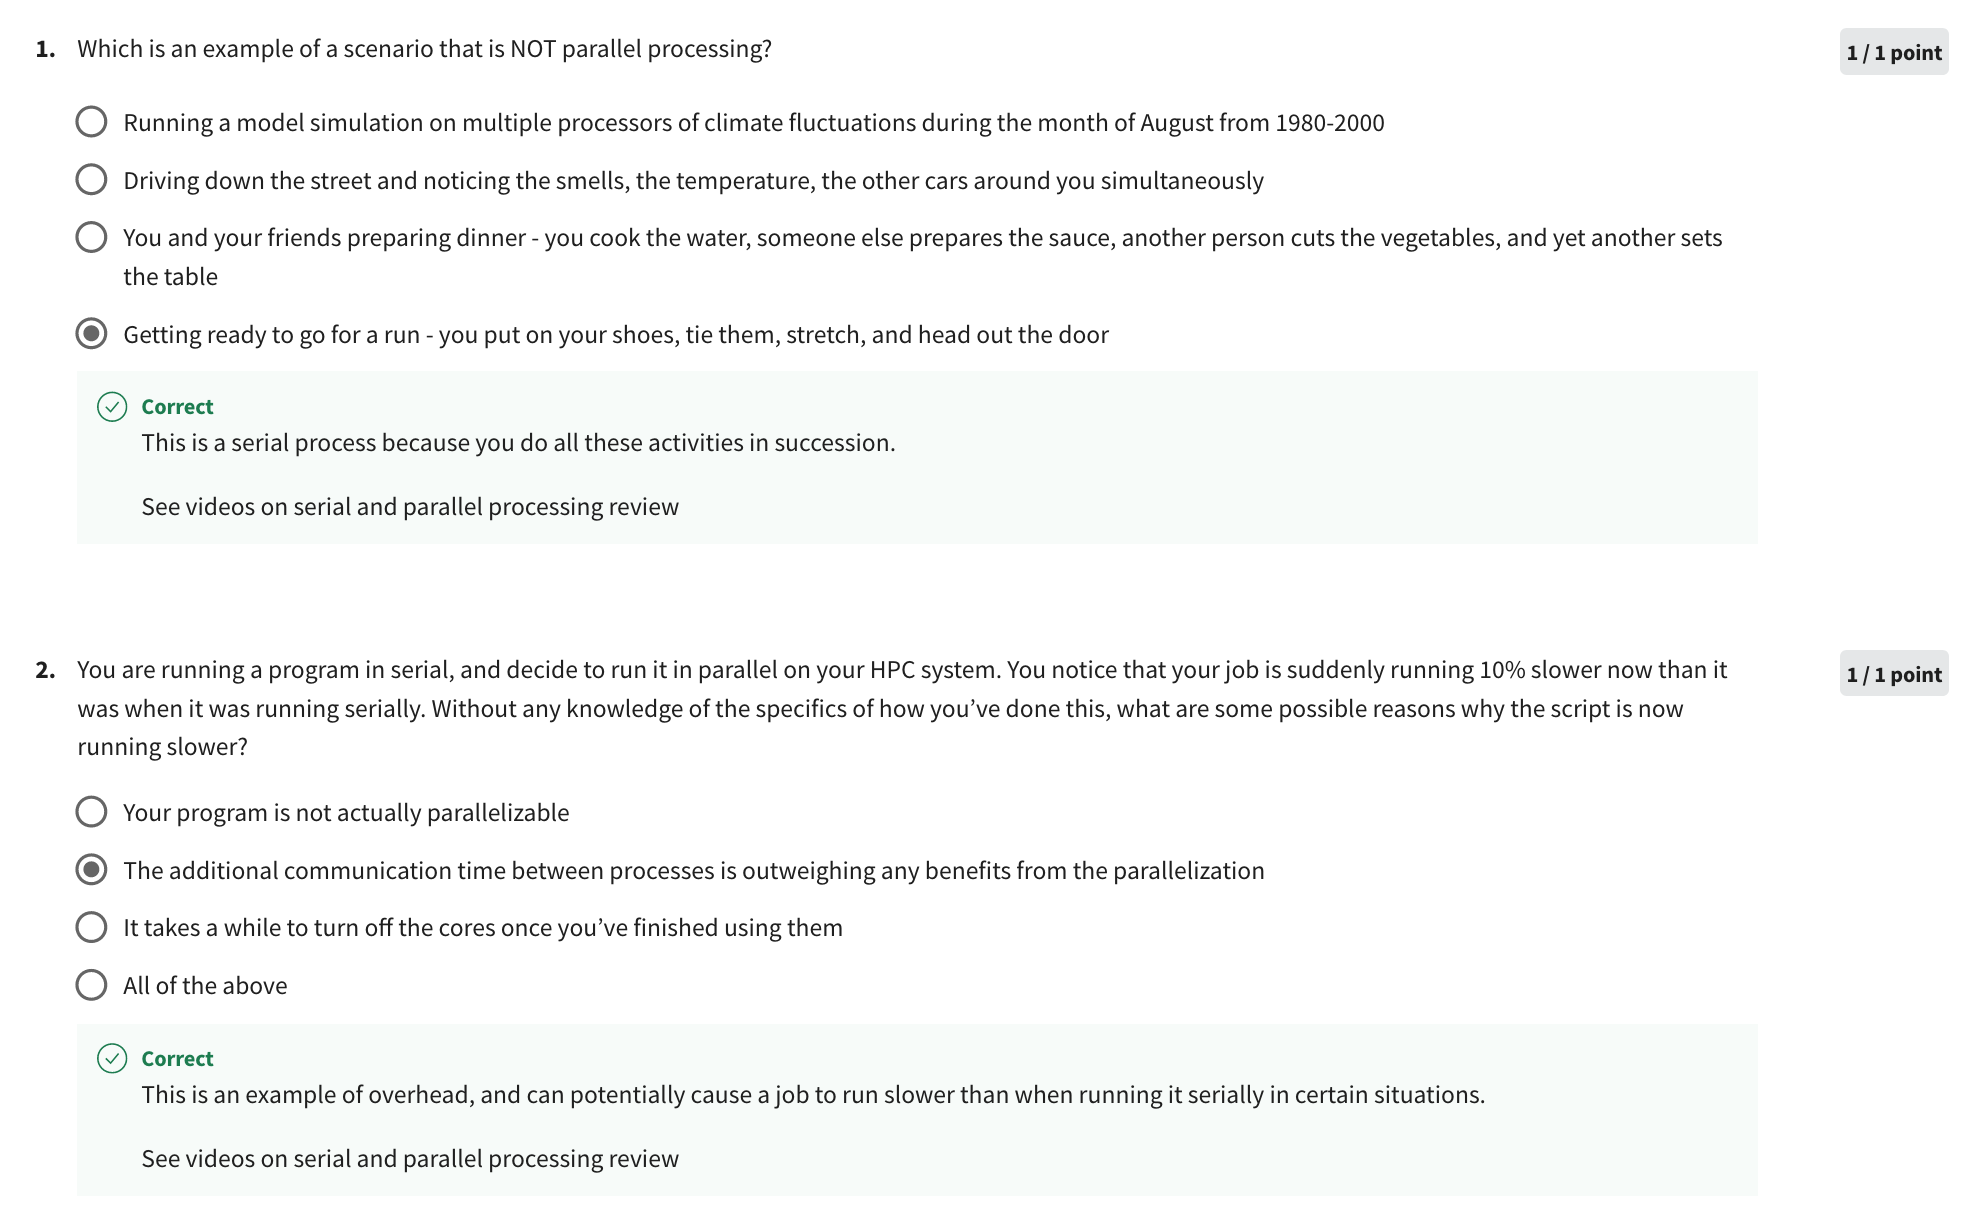 1. Which is an example of a scenario that is NOT parallel processing?
1 / 1 point
Running a model simulation on multiple processors of climate fluctuations during the month of August from 1980-2000
Driving down the street and noticing the smells, the temperature, the other cars around you simultaneously
You and your friends preparing dinner - you cook the water, someone else prepares the sauce, another person cuts the vegetables, and yet another sets
the table
Getting ready to go for a run - you put on your shoes, tie them, stretch, and head out the door
Correct
This is a serial process because you do all these activities in succession.
See videos on serial and parallel processing review
2. You are running a program in serial, and decide to run it in parallel on your HPC system. You notice that your job is suddenly running 10% slower now than it
1 / 1 point
was when it was running serially. Without any knowledge of the specifics of how you’ve done this, what are some possible reasons why the script is now
running slower?
Your program is not actually parallelizable
The additional communication time between processes is outweighing any benefits from the parallelization
It takes a while to turn off the cores once you’ve finished using them
All of the above
Correct
This is an example of overhead, and can potentially cause a job to run slower than when running it serially in certain situations.
See videos on serial and parallel processing review